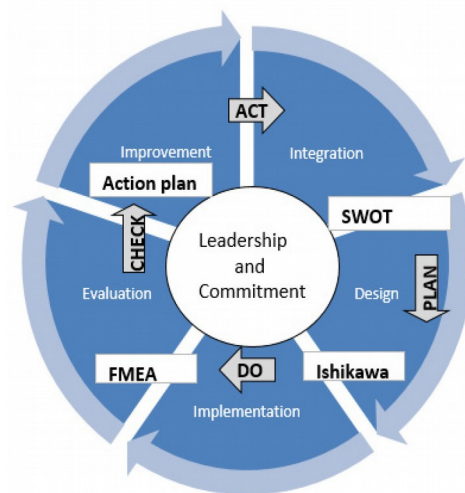 ACT
Improvement
Integration
Action plan
SWOT
Leadership
and
Commitment
CHECK
PLAN
Evaluation
Design
FMEA
DO
Ishikawa
Implementation